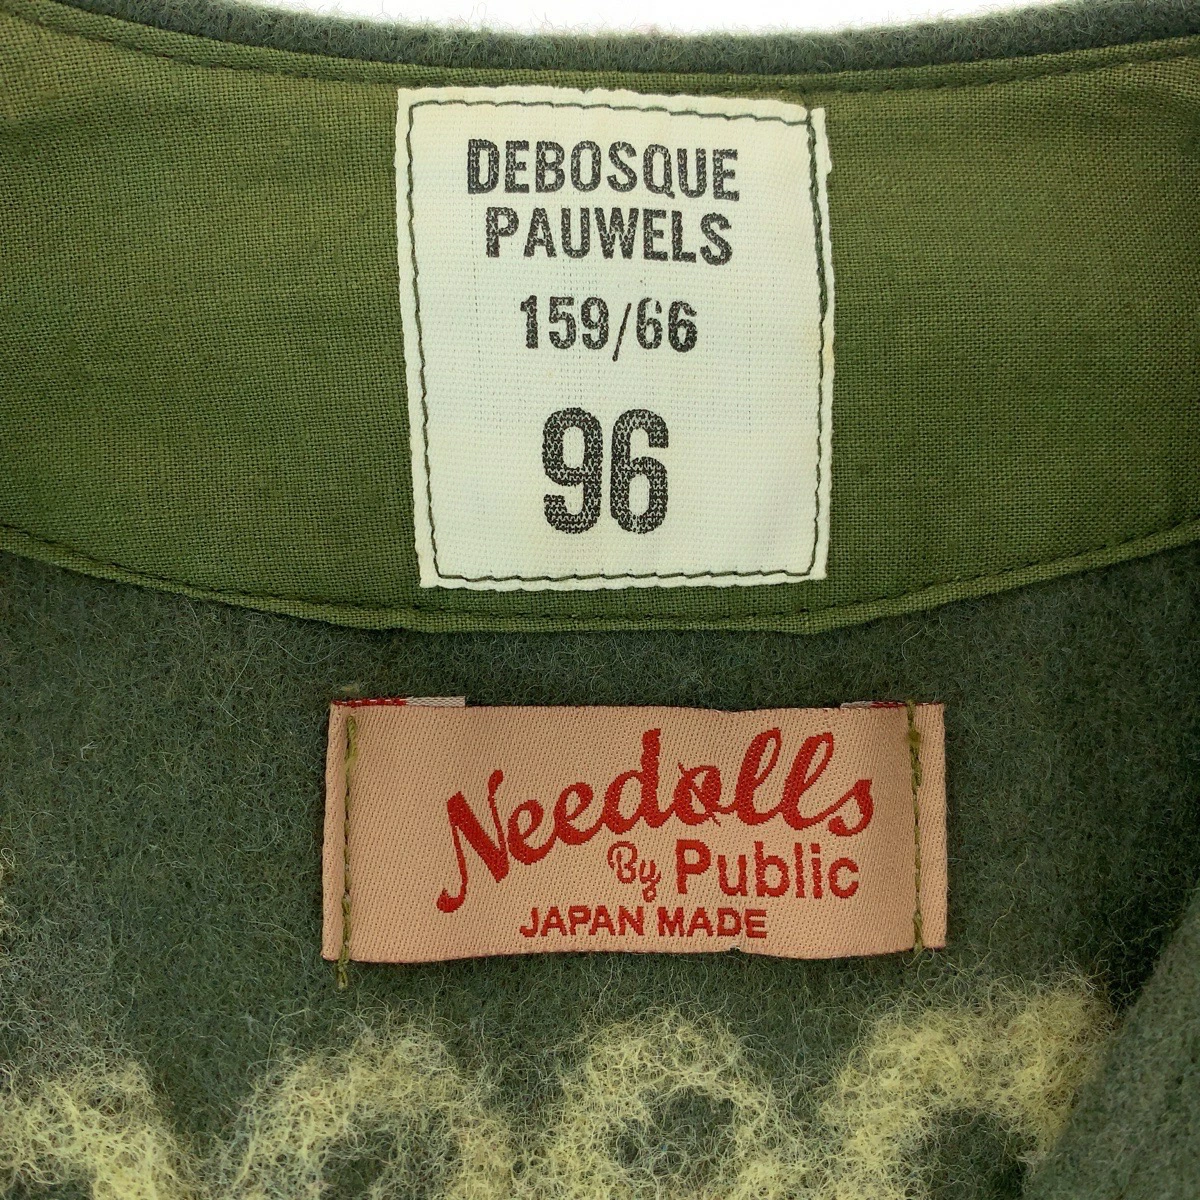 DEBOSQUE
PAUWELS
159/66
96
Needolls
By Public
JAPAN MADE